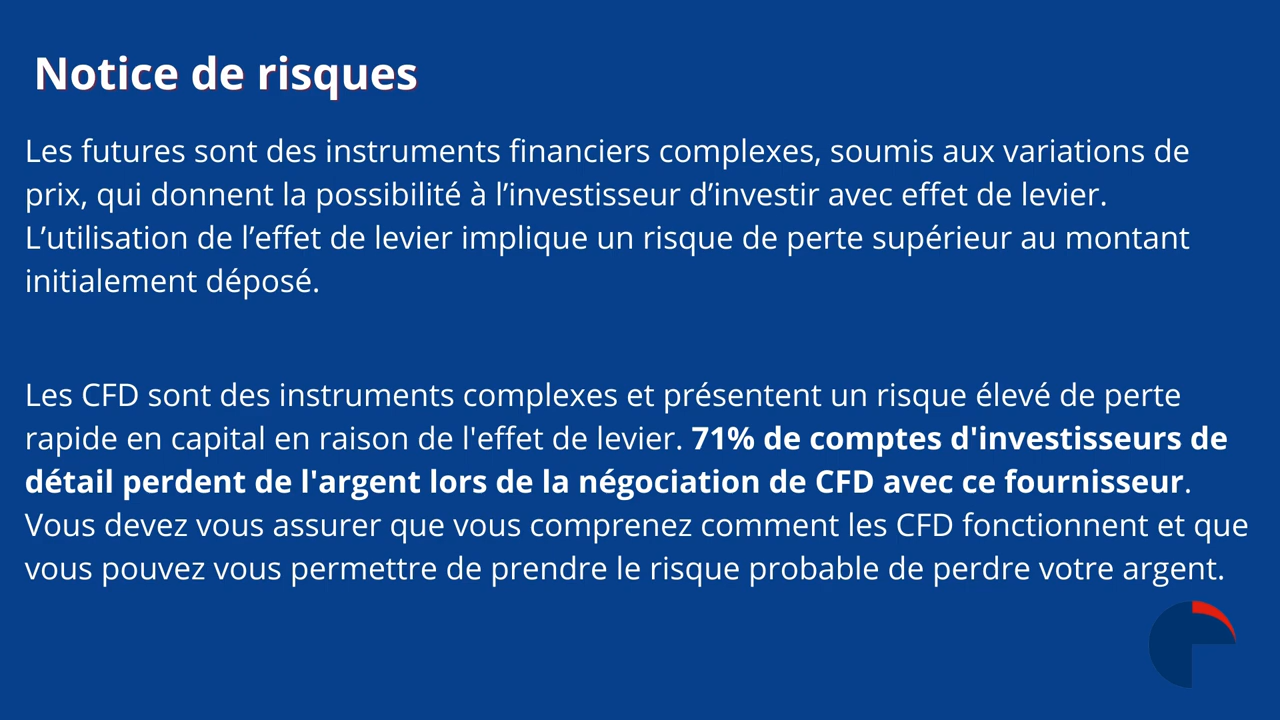 Notice de risques
Les futures sont des instruments financiers complexes, soumis aux variations de
prix, qui donnent la possibilité à l’investisseur d’investir avec effet de levier.
L’utilisation de l’effet de levier implique un risque de perte supérieur au montant
initialement déposé.
Les CFD sont des instruments complexes et présentent un risque élevé de perte
rapide en capital en raison de l'effet de levier. 71% de comptes d'investisseurs de
détail perdent de l'argent lors de la négociation de CFD avec ce fournisseur.
Vous devez vous assurer que vous comprenez comment les CFD fonctionnent et que
vous pouvez vous permettre de prendre le risque probable de perdre votre argent.